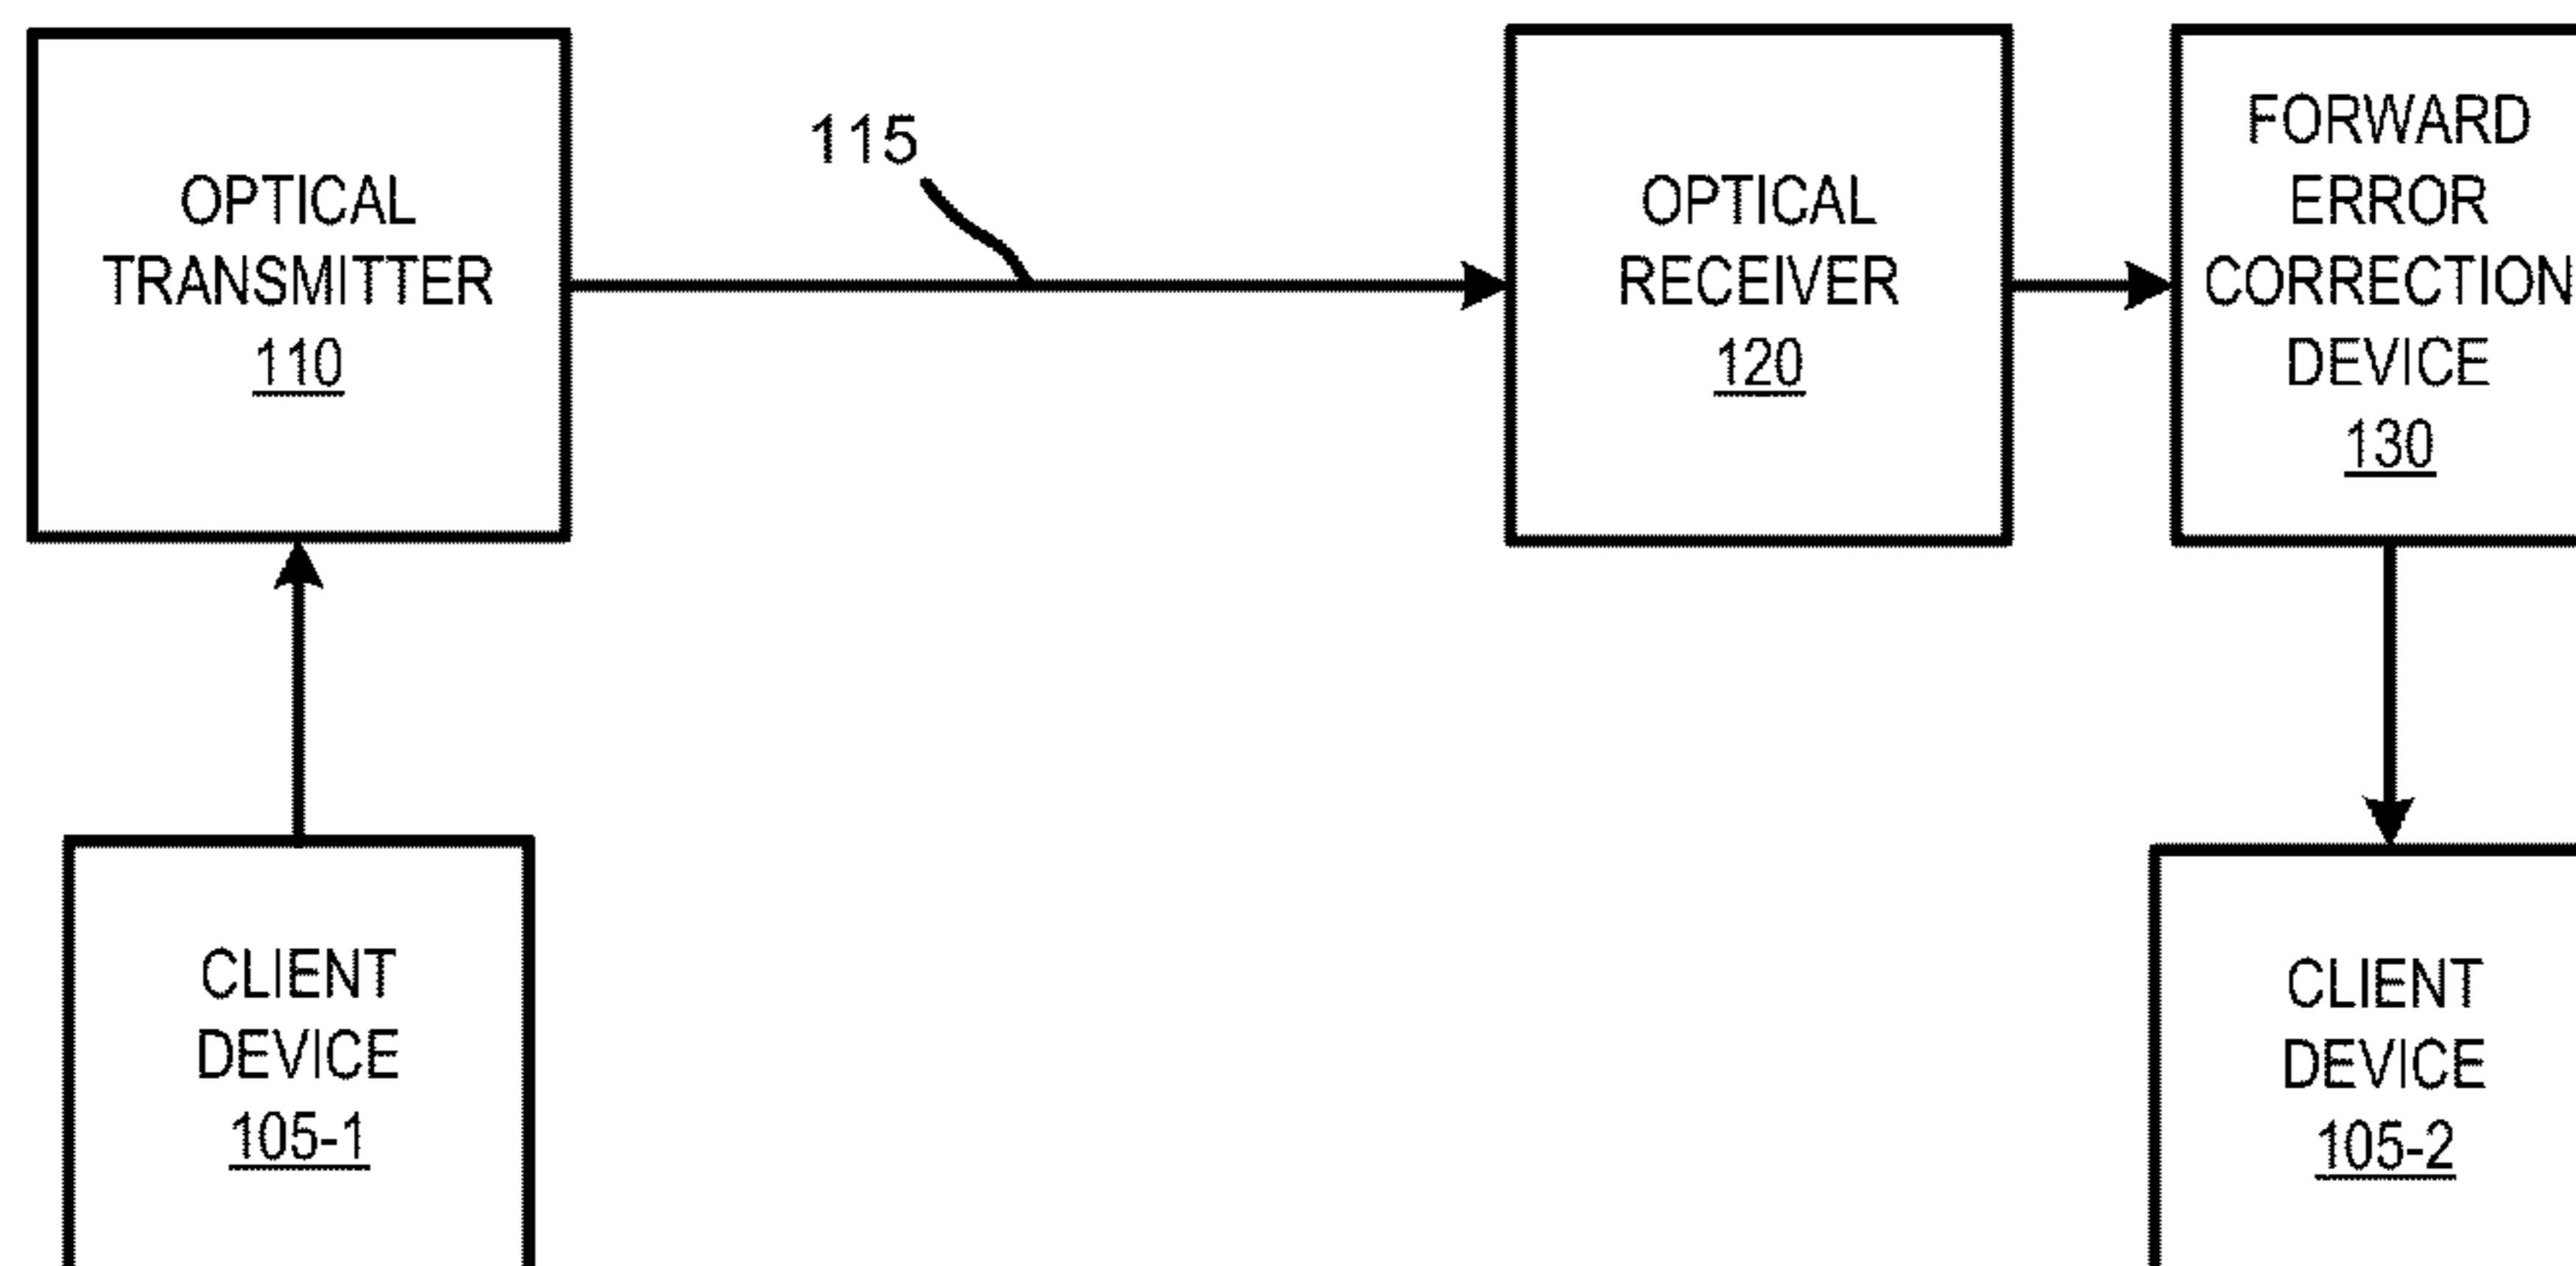 OPTICAL
TRANSMITTER
110
115
OPTICAL
RECEIVER
120
FORWARD
ERROR
CORRECTION
DEVICE
130
CLIENT
DEVICE
105-1
CLIENT
DEVICE
105-2